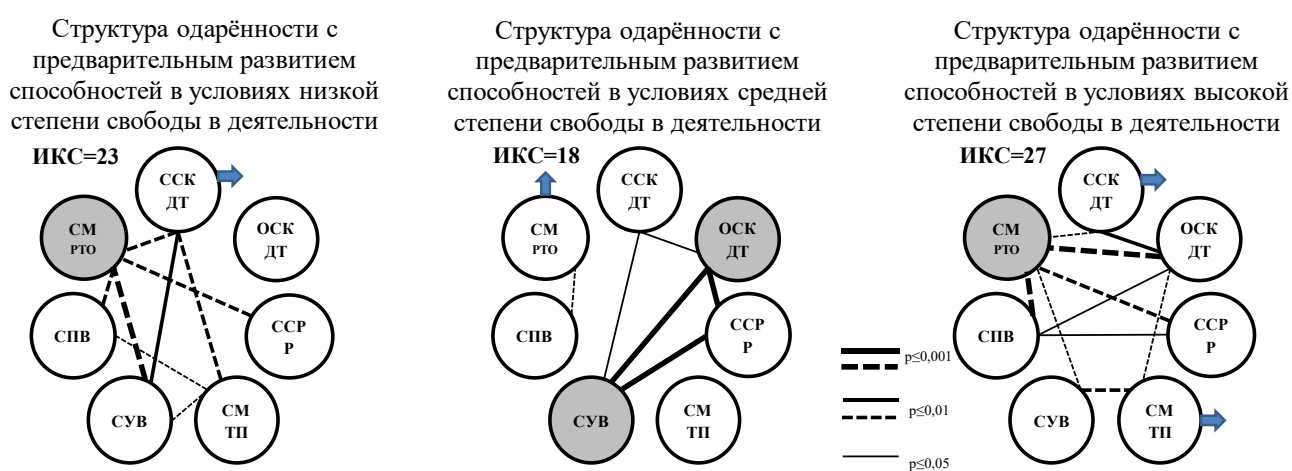 Структура одарённости с
предварительным развитием
способностей в условиях низкой
степени свободы в деятельности
ИКС=23
ССК
ДТ
СМ
РТО
ОСК
ДТ
СПВ
ССР
Р
СУВ
СМ
ТП
Структура одарённости с
предварительным развитием
способностей в условиях средней
степени свободы в деятельности
ИКС=18
ССК
ДТ
СМ
РТО
ОСК
ДТ
СПВ
ССР
Р
СУВ
СМ
ТП
Структура одарённости с
предварительным развитием
способностей в условиях высокой
степени свободы в деятельности
ИКС=27
ССК
ДТ
СМ
РТО
ОСК
ДТ
СПВ
ССР
Р
СУВ
СМ
ТП
p≤0,001
p≤0,01
p≤0,05